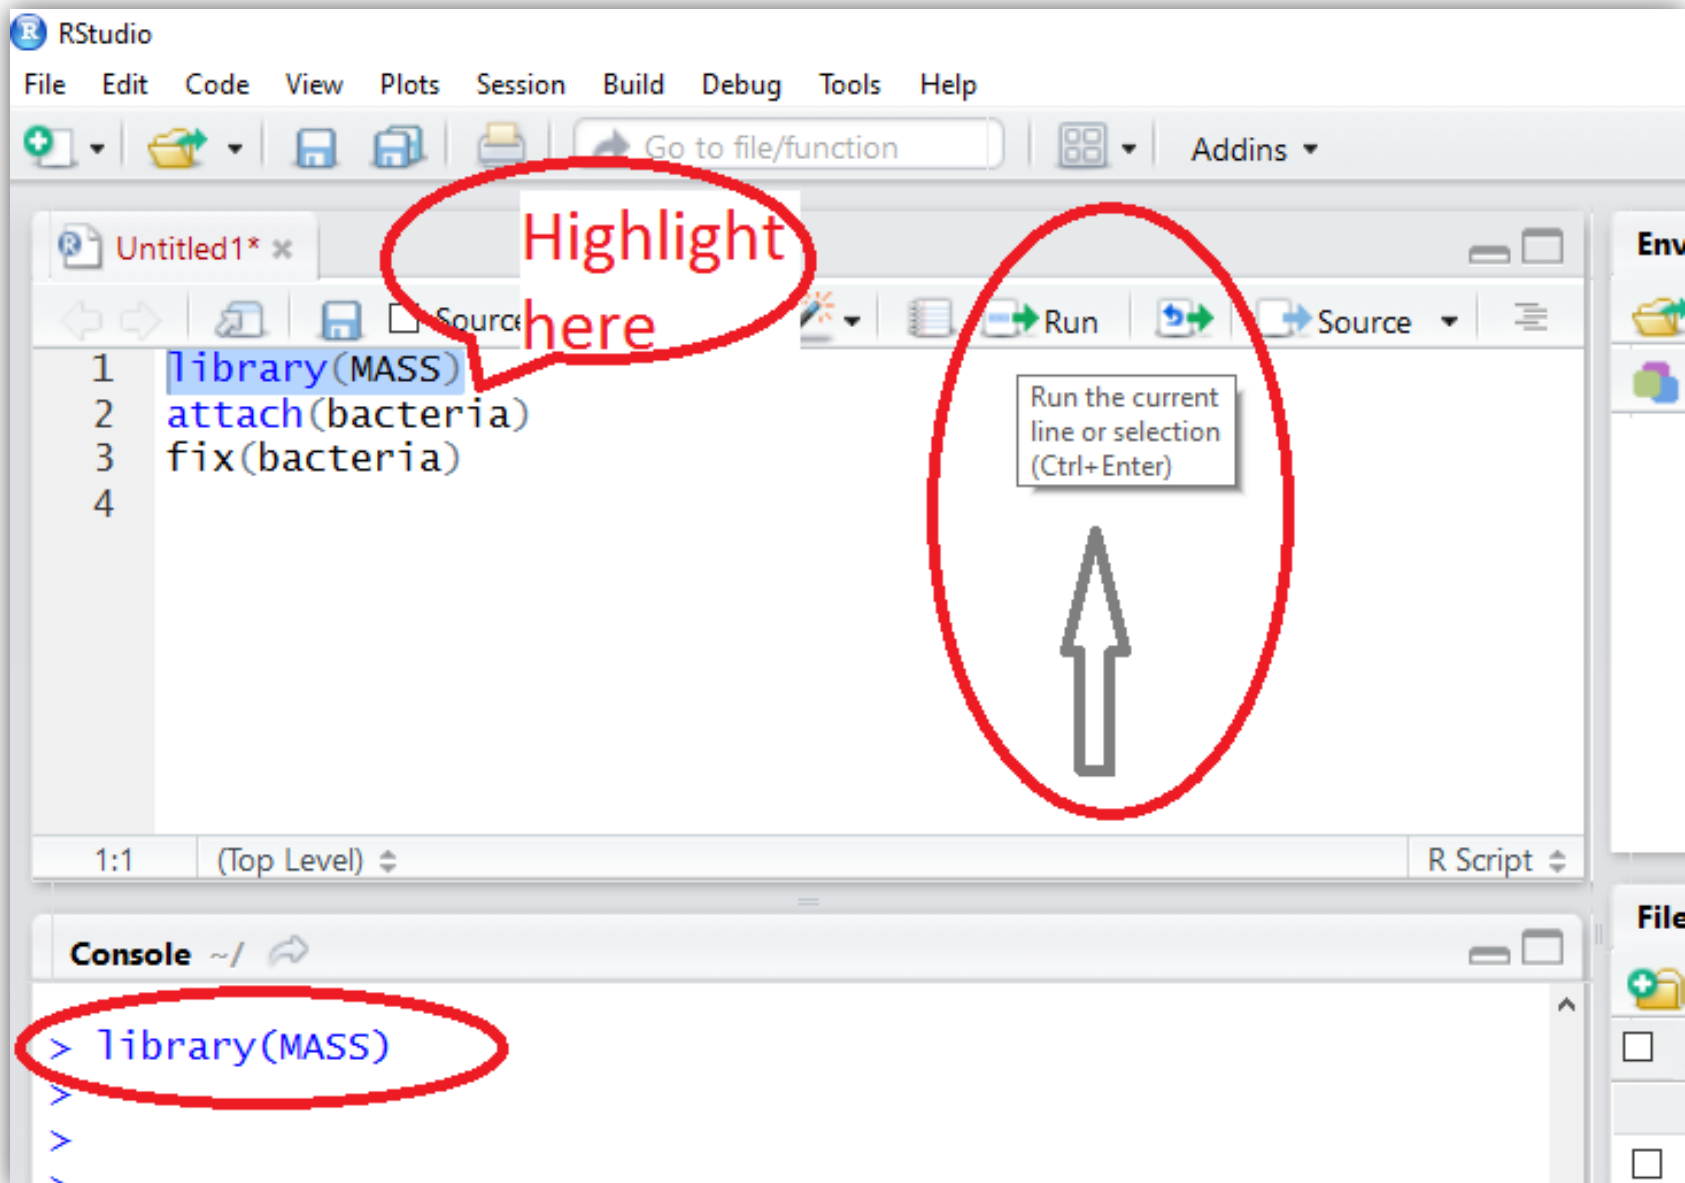 RStudio
File Edit Code View Plots Session Build Debug Tools Help
Go to file/function Addins
Untitled1*
Highlight
here
Source Run Source
1 library(MASS)
2 attach(bacteria)
3 fix(bacteria)
4
Run the current
line or selection
(Ctrl+Enter)
1:1 (Top Level) R Script
Console ~/
> library(MASS)
>
>
>
Env
File